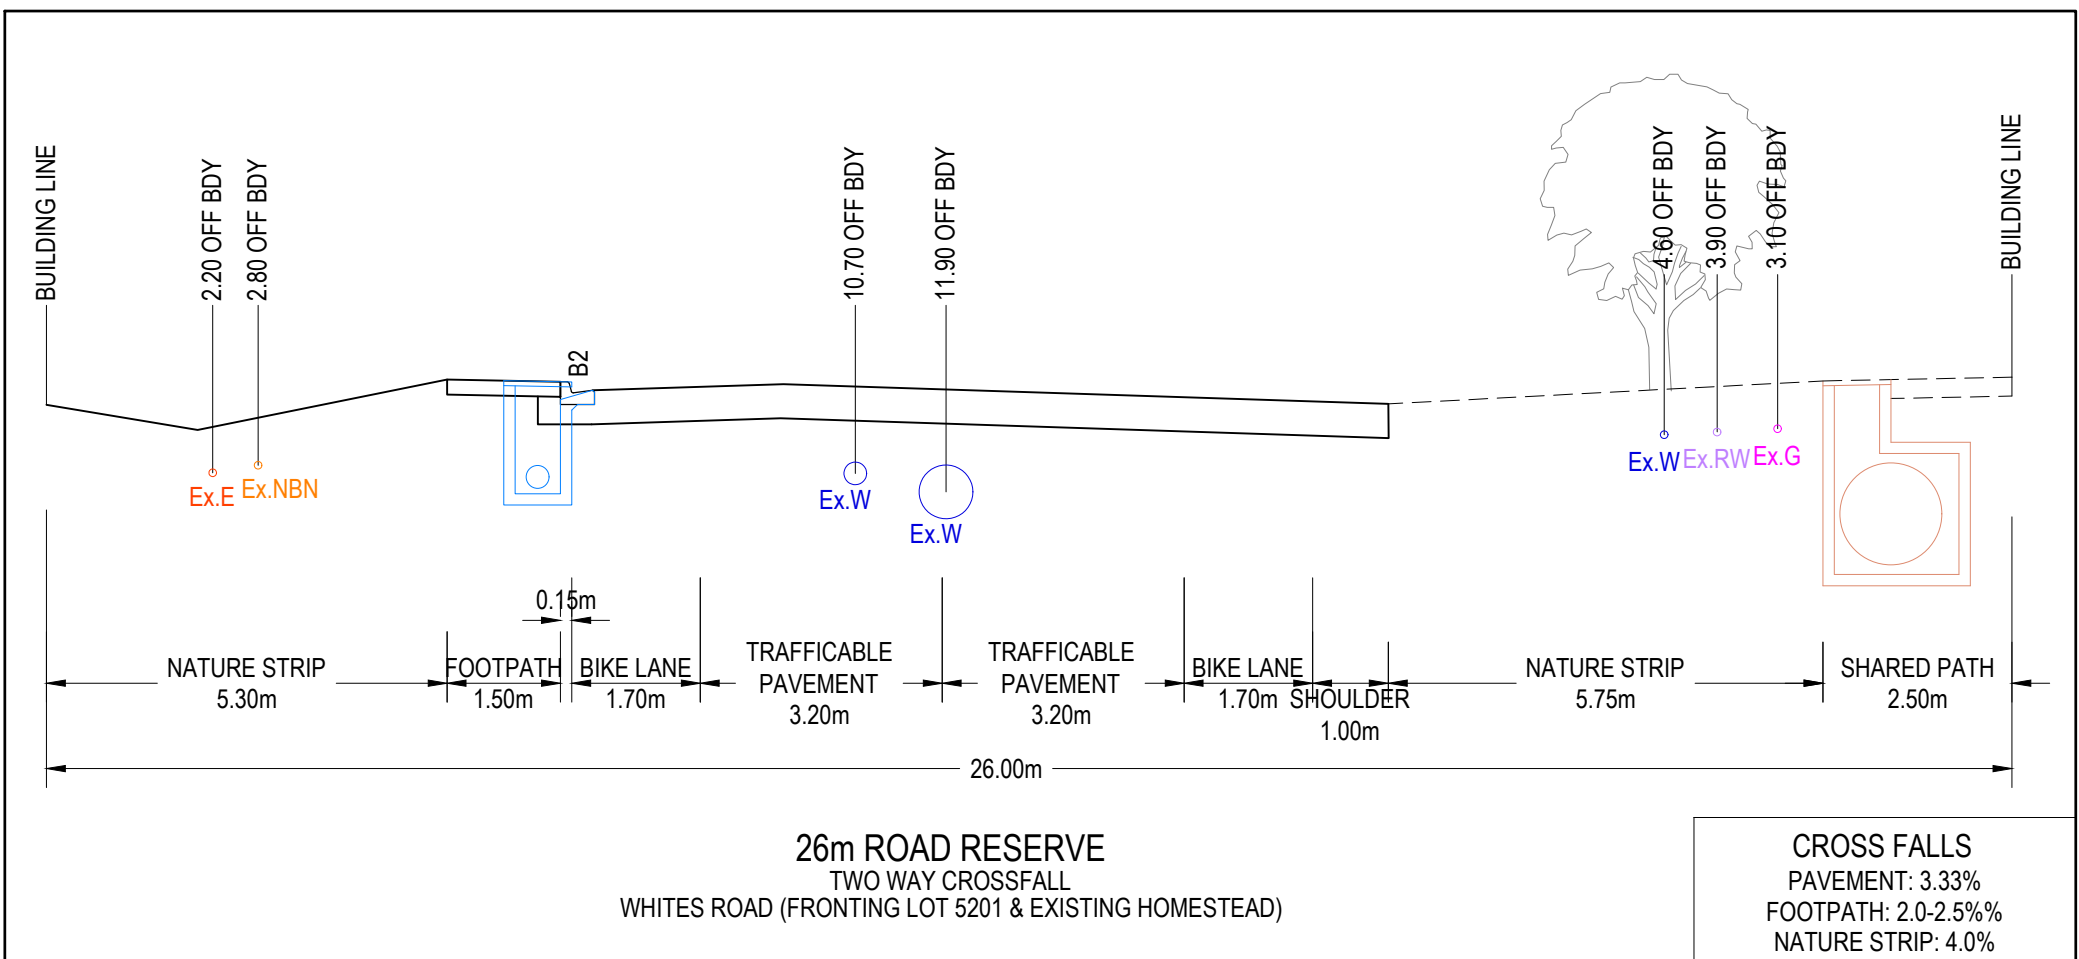 BUILDING LINE
2.20 OFF BDY
2.80 OFF BDY
B2
10.70 OFF BDY
11.90 OFF BDY
4.60 OFF BDY
3.90 OFF BDY
3.10 OFF BDY
BUILDING LINE
Ex.E
Ex.NBN
Ex.W
Ex.W
Ex.W
Ex.RW
Ex.G
0.15m
NATURE STRIP
5.30m
FOOTPATH
1.50m
BIKE LANE
1.70m
TRAFFICABLE
PAVEMENT
3.20m
TRAFFICABLE
PAVEMENT
3.20m
BIKE LANE
1.70m
SHOULDER
1.00m
NATURE STRIP
5.75m
SHARED PATH
2.50m
26.00m
26m ROAD RESERVE
TWO WAY CROSSFALL
WHITES ROAD (FRONTING LOT 5201 & EXISTING HOMESTEAD)
CROSS FALLS
PAVEMENT: 3.33%
FOOTPATH: 2.0-2.5%%
NATURE STRIP: 4.0%